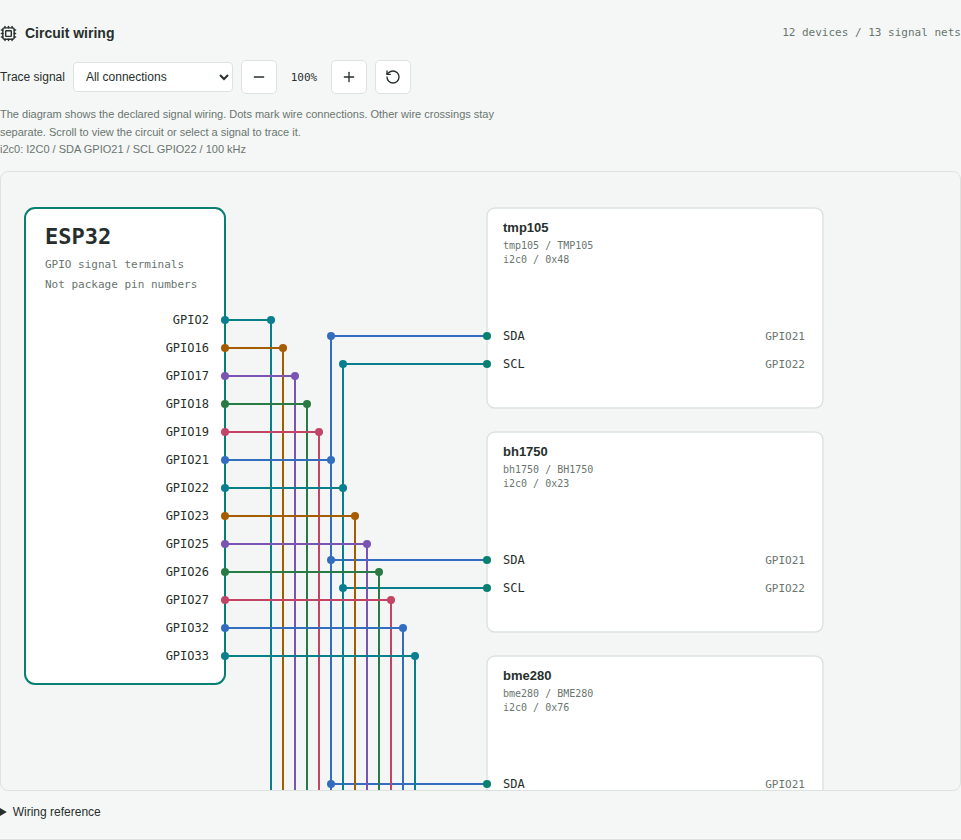 Circuit wiring
12 devices / 13 signal nets
Trace signal All connections 100%
The diagram shows the declared signal wiring. Dots mark wire connections. Other wire crossings stay
separate. Scroll to view the circuit or select a signal to trace it.
i2c0: I2C0 / SDA GPIO21 / SCL GPIO22 / 100 kHz
ESP32
GPIO signal terminals
Not package pin numbers
GPIO2
GPIO16
GPIO17
GPIO18
GPIO19
GPIO21
GPIO22
GPIO23
GPIO25
GPIO26
GPIO27
GPIO32
GPIO33
tmp105
tmp105 / TMP105
i2c0 / 0x48
SDA GPIO21
SCL GPIO22
bh1750
bh1750 / BH1750
i2c0 / 0x23
SDA GPIO21
SCL GPIO22
bme280
bme280 / BME280
i2c0 / 0x76
SDA GPIO21
Wiring reference